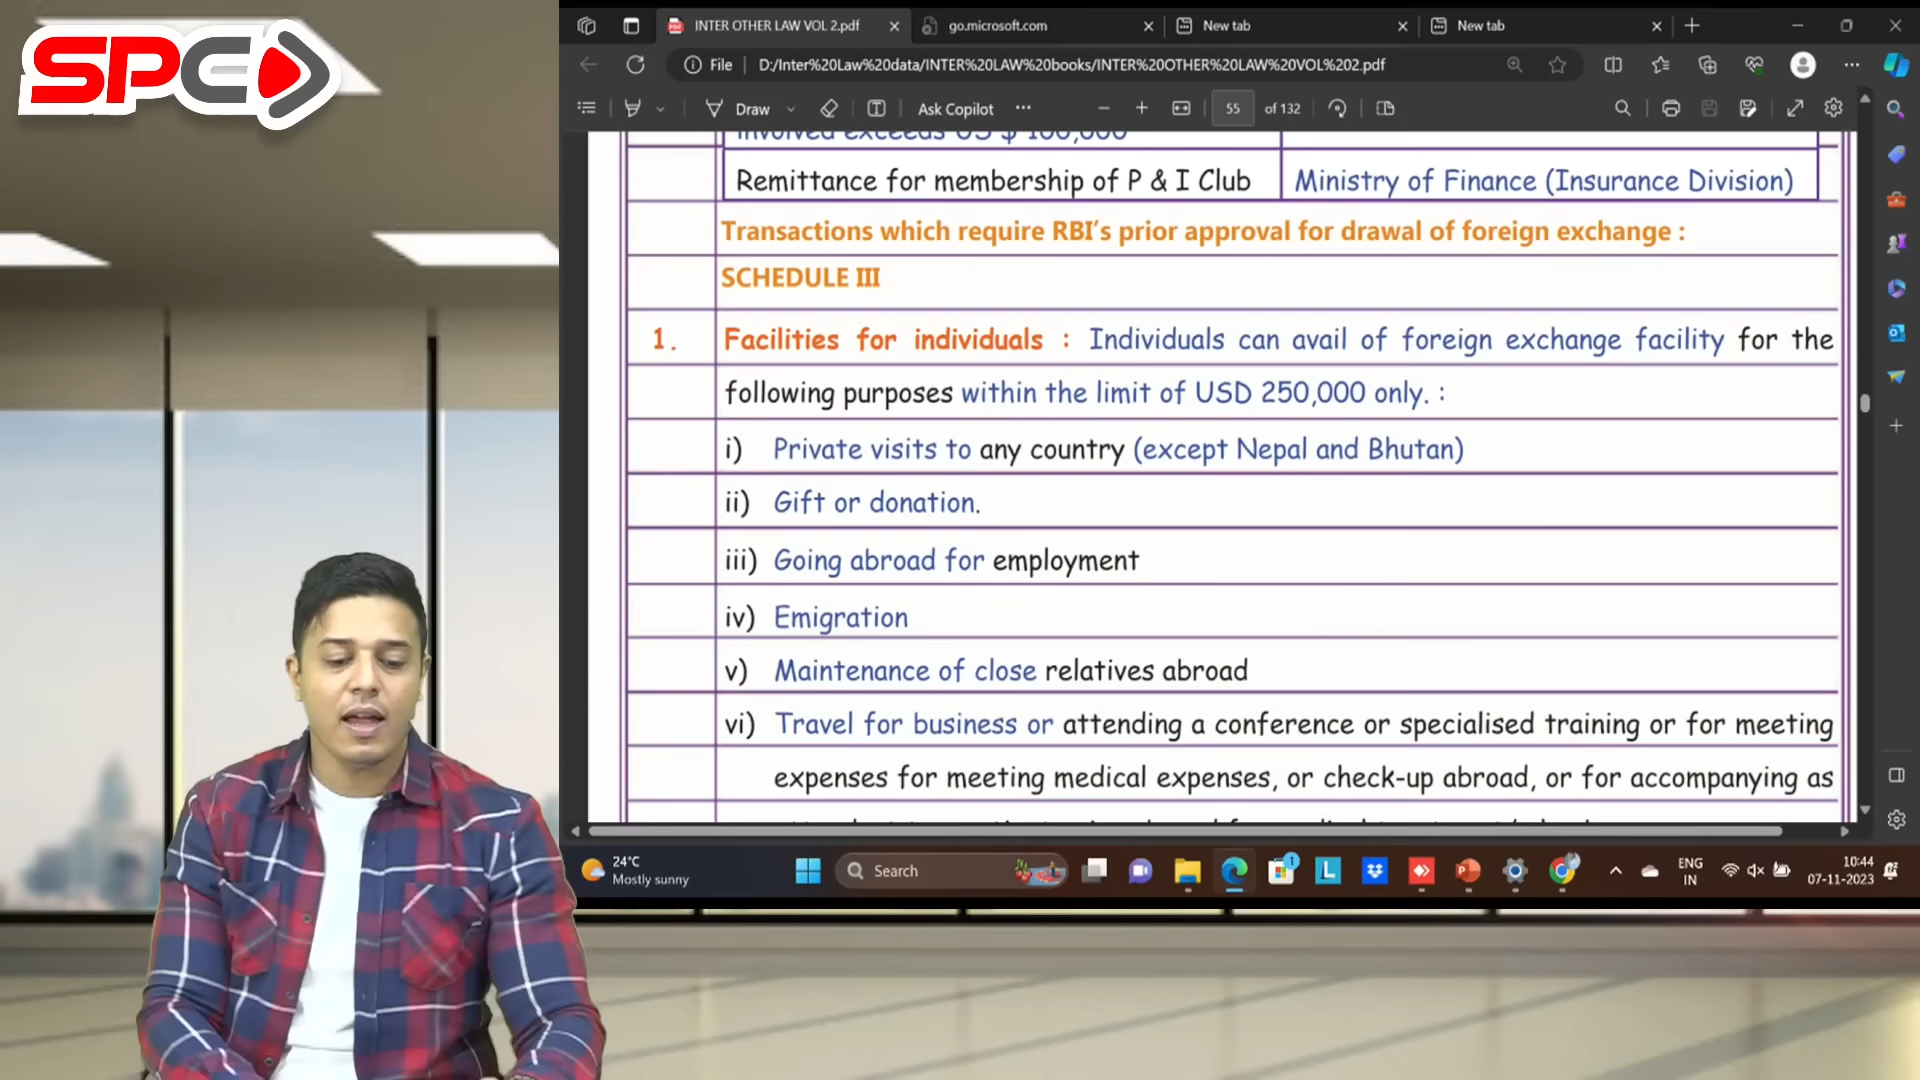 SPC
INTER OTHER LAW VOL 2.pdf
go.microsoft.com
New tab
New tab
File
D:/Inter%20Law%20data/INTER%20LAW%20books/INTER%20OTHER%20LAW%20VOL%202.pdf
Draw
Ask Copilot
55
of 132
involved exceeds US $ 100,000
Remittance for membership of P & I Club
Ministry of Finance (Insurance Division)
Transactions which require RBI's prior approval for drawal of foreign exchange :
SCHEDULE III
1. Facilities for individuals : Individuals can avail of foreign exchange facility for the
following purposes within the limit of USD 250,000 only. :
i) Private visits to any country (except Nepal and Bhutan)
ii) Gift or donation.
iii) Going abroad for employment
iv) Emigration
v) Maintenance of close relatives abroad
vi) Travel for business or attending a conference or specialised training or for meeting
expenses for meeting medical expenses, or check-up abroad, or for accompanying as
24°C
Mostly sunny
Search
1
L
ENG
IN
10:44
07-11-2023